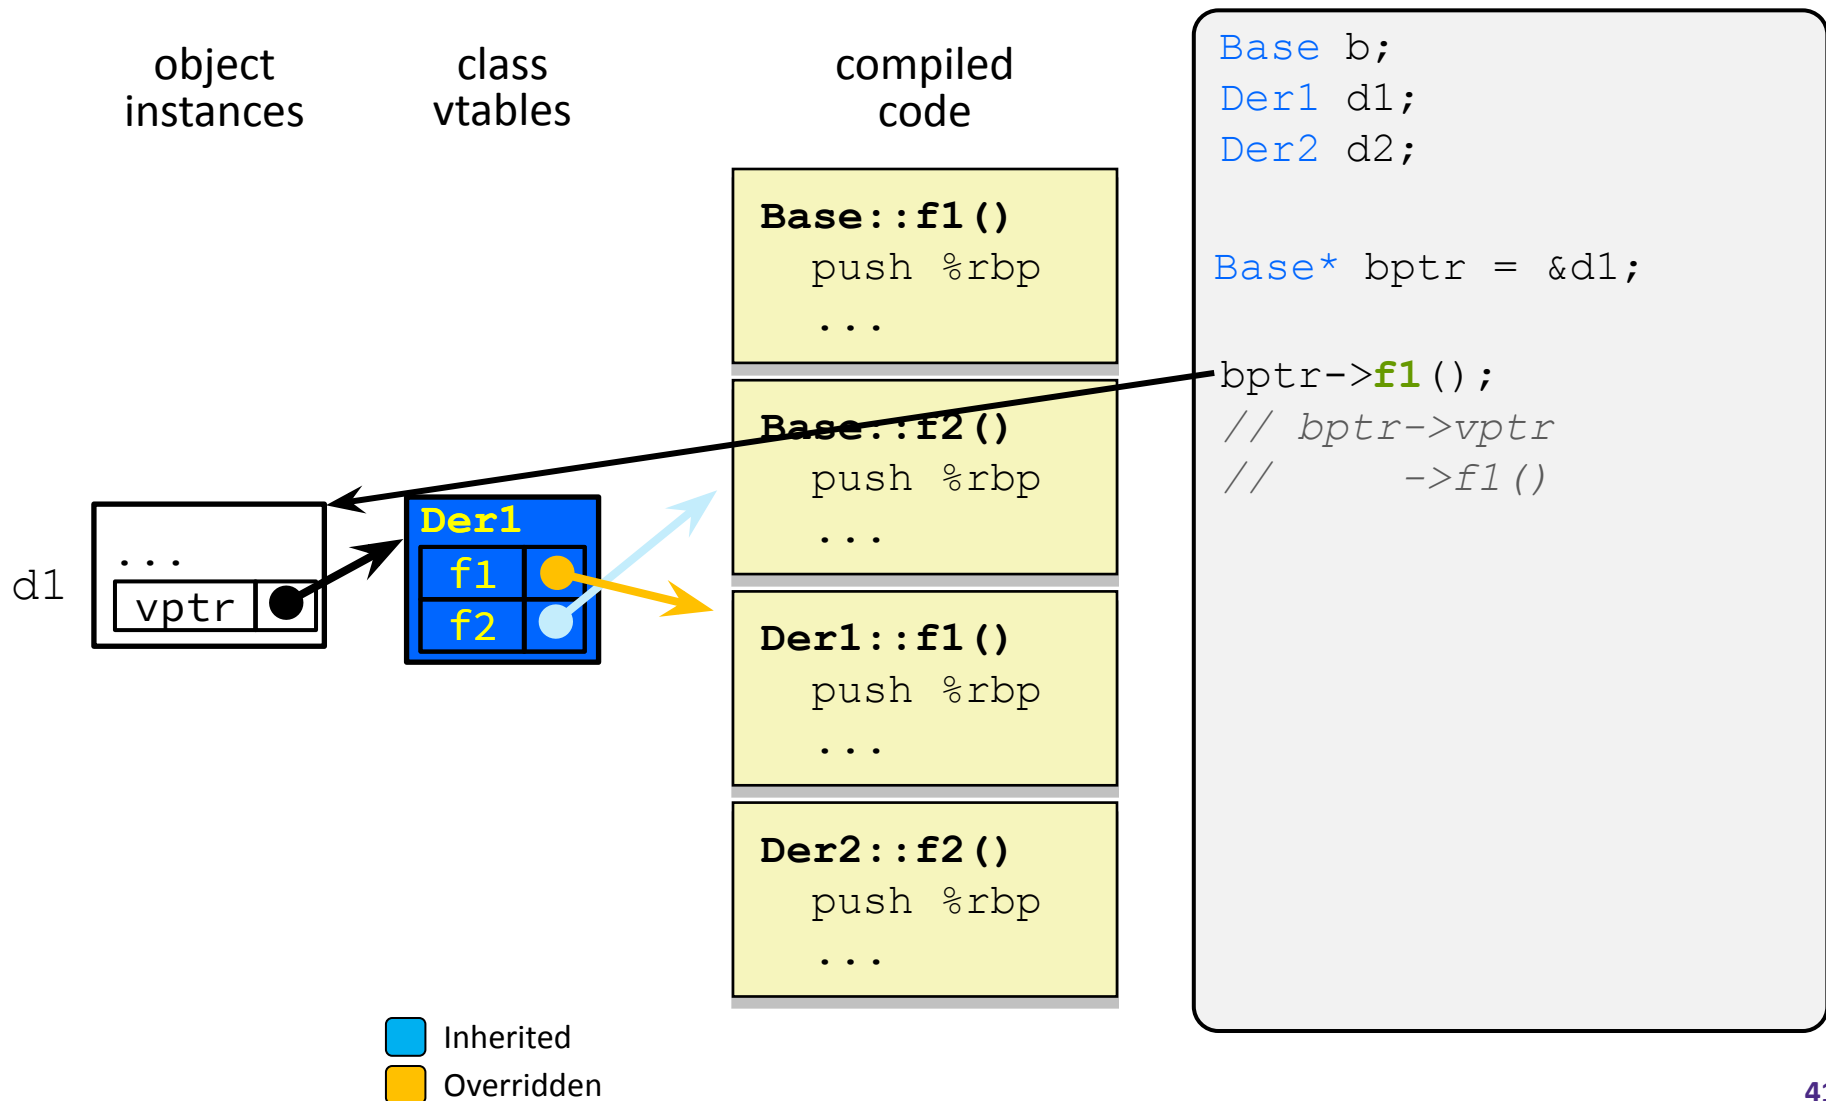 object
instances
class
vtables
compiled
code
d1
...
vptr
Der1
f1
f2
Base::f1()
push %rbp
...
Base::f2()
push %rbp
...
Der1::f1()
push %rbp
...
Der2::f2()
push %rbp
...
Base b;
Der1 d1;
Der2 d2;
Base* bptr = &d1;
bptr->f1();
// bptr->vptr
// ->f1()
Inherited
Overridden